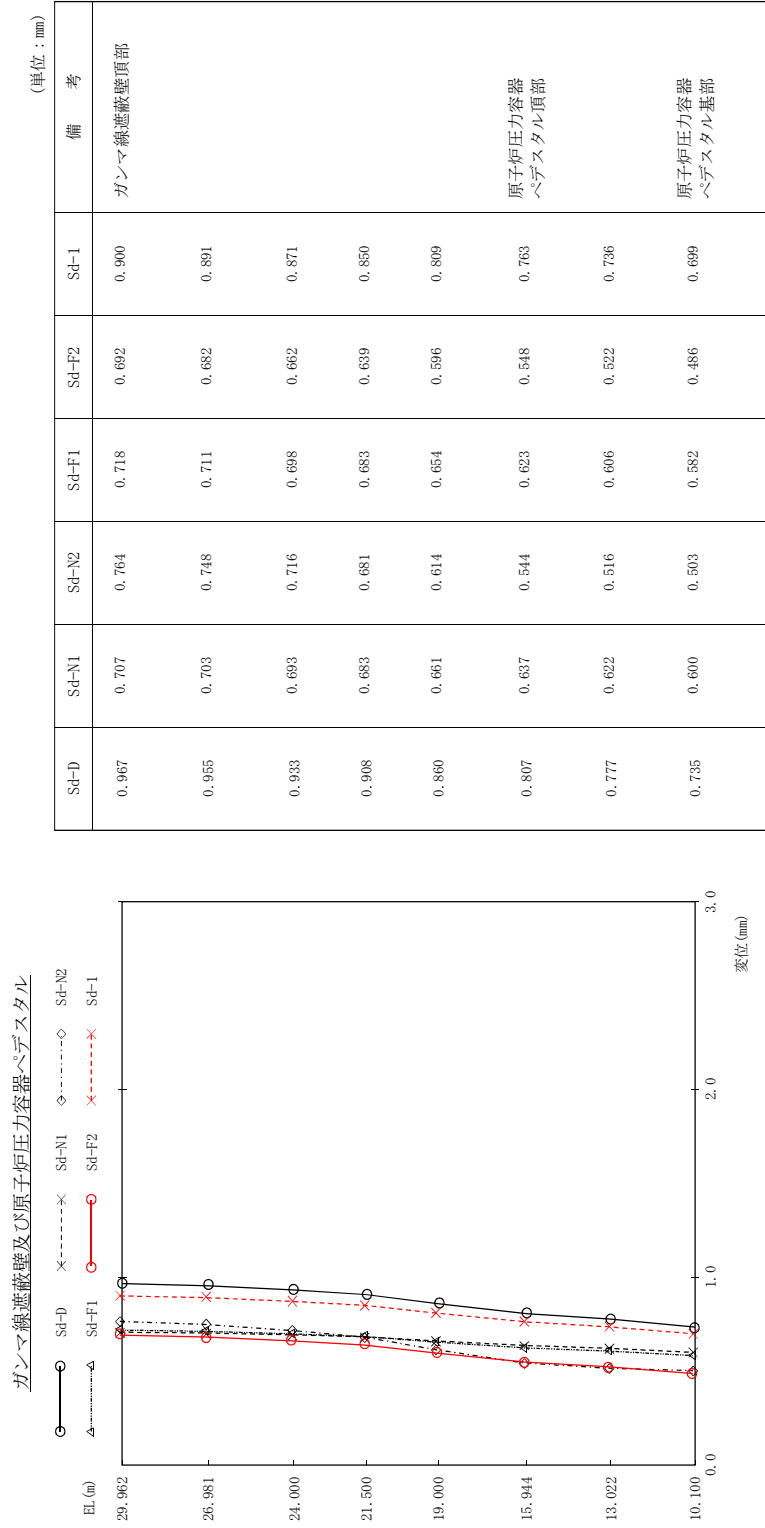 ガンマ線遮蔽壁及び原子炉圧力容器ペデスタル
Sd-D Sd-N1 Sd-N2
Sd-F1 Sd-F2 Sd-1
EL(m)
29.962
26.981
24.000
21.500
19.000
15.944
13.022
10.100
0.0 1.0 2.0 3.0
変位(mm)
(単位:mm)
Sd-D Sd-N1 Sd-N2 Sd-F1 Sd-F2 Sd-1 備 考
0.967 0.707 0.764 0.718 0.692 0.900 ガンマ線遮蔽壁頂部
0.955 0.703 0.748 0.711 0.682 0.891
0.933 0.693 0.716 0.698 0.662 0.871
0.908 0.683 0.681 0.683 0.639 0.850
0.860 0.661 0.614 0.654 0.596 0.809
0.807 0.637 0.544 0.623 0.548 0.763 原子炉圧力容器
ペデスタル頂部
0.777 0.622 0.516 0.606 0.522 0.736
0.735 0.600 0.503 0.582 0.486 0.699 原子炉圧力容器
ペデスタル基部